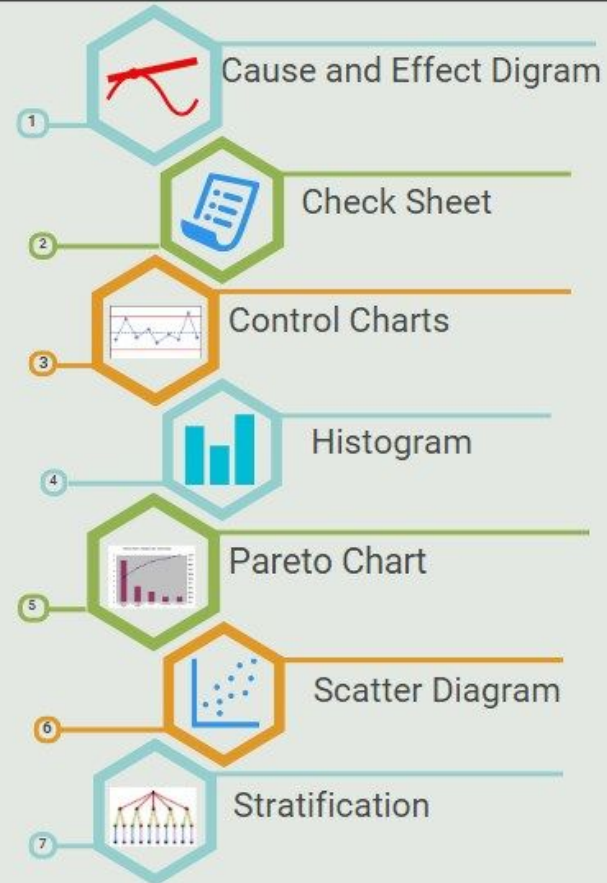 1
Cause and Effect Digram
2
Check Sheet
3
Control Charts
4
Histogram
5
Pareto Chart
6
Scatter Diagram
7
Stratification